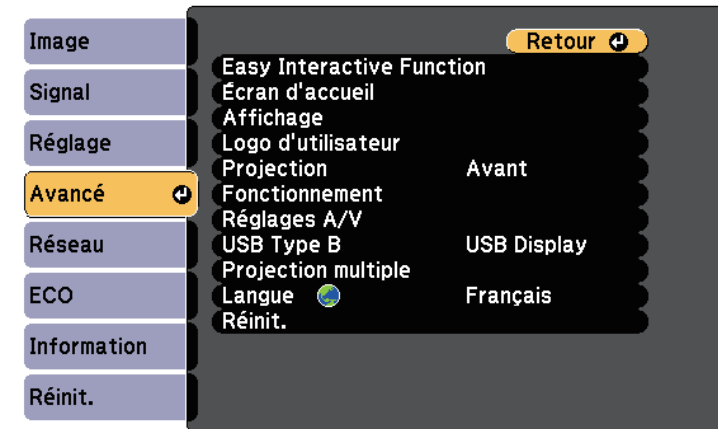 Image
Signal
Réglage
Avancé
Réseau
ECO
Information
Réinit.
Retour
Easy Interactive Function
Écran d'accueil
Affichage
Logo d'utilisateur
Projection Avant
Fonctionnement
Réglages A/V
USB Type B USB Display
Projection multiple
Langue Français
Réinit.